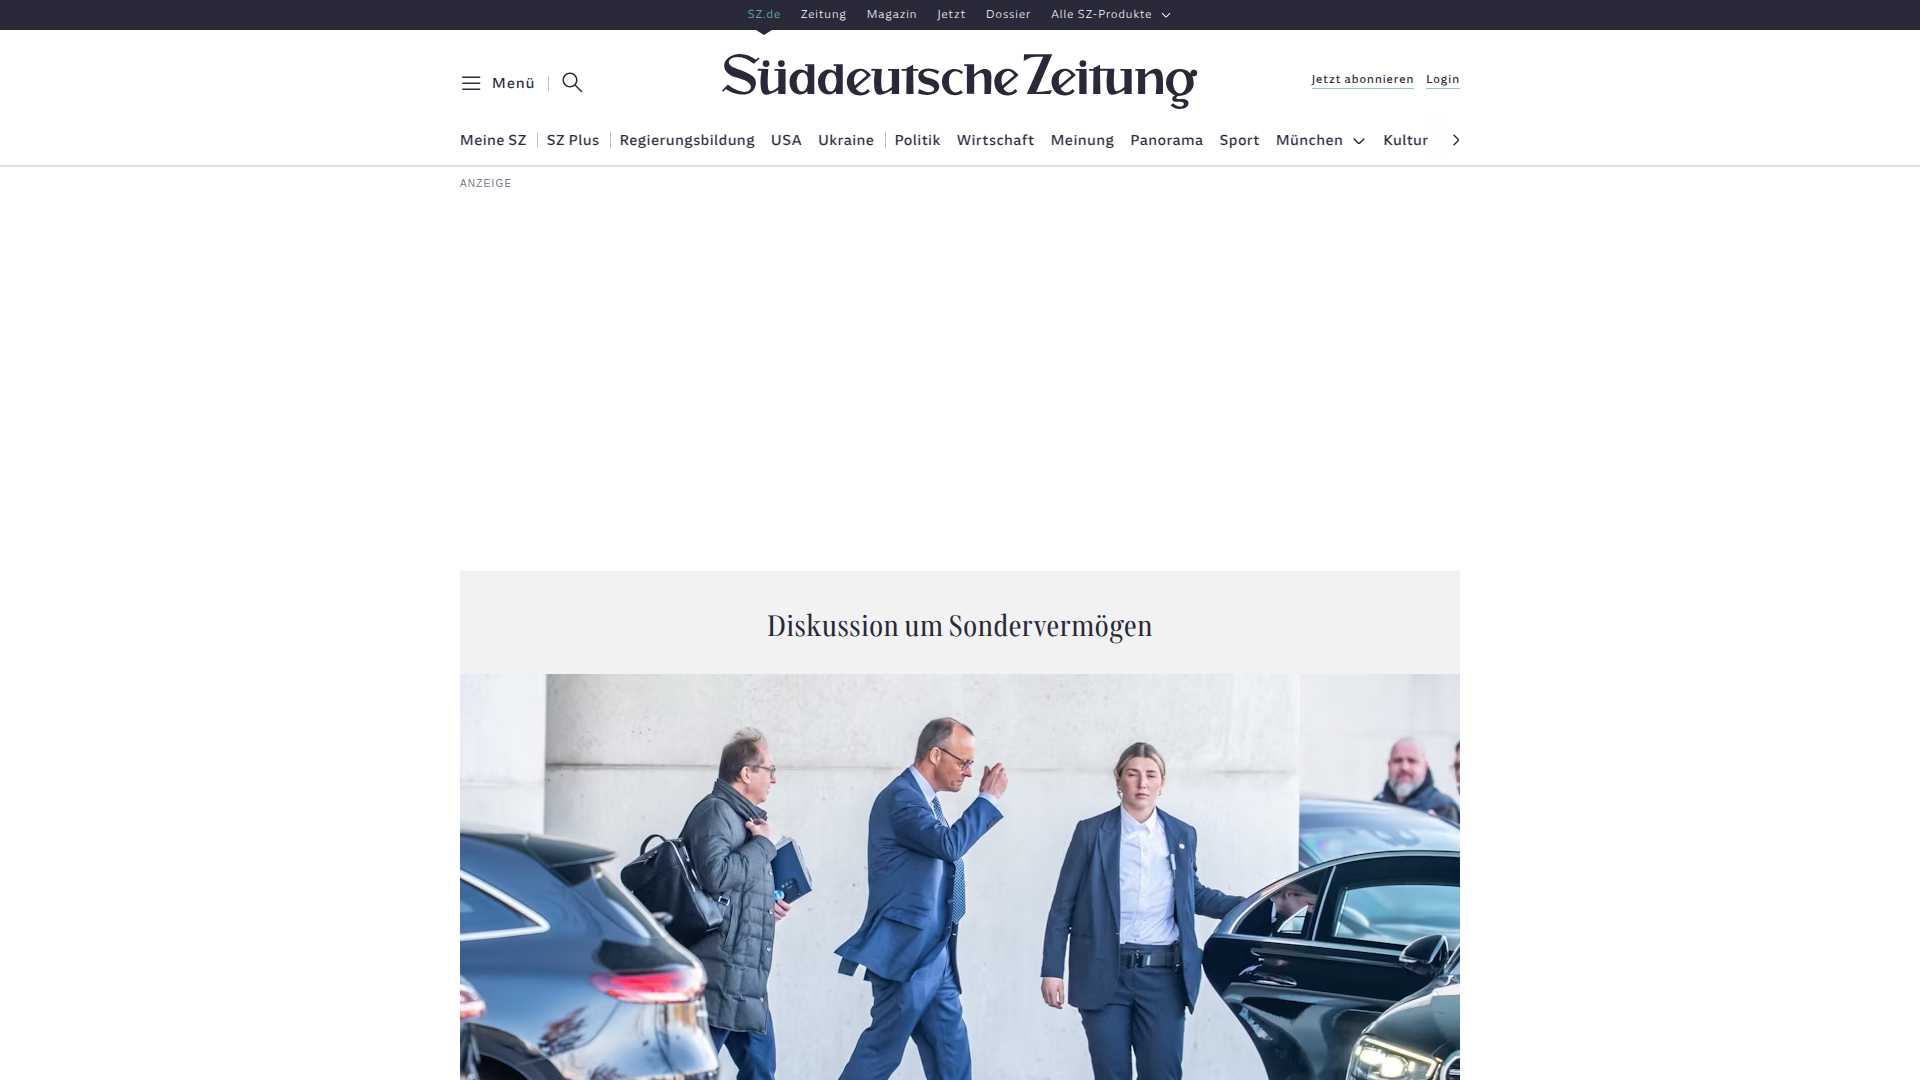 SZ.de Zeitung Magazin Jetzt Dossier Alle SZ-Produkte
Menü
Süddeutsche Zeitung
Jetzt abonnieren Login
Meine SZ SZ Plus Regierungsbildung USA Ukraine Politik Wirtschaft Meinung Panorama Sport München Kultur
ANZEIGE
Diskussion um Sondervermögen